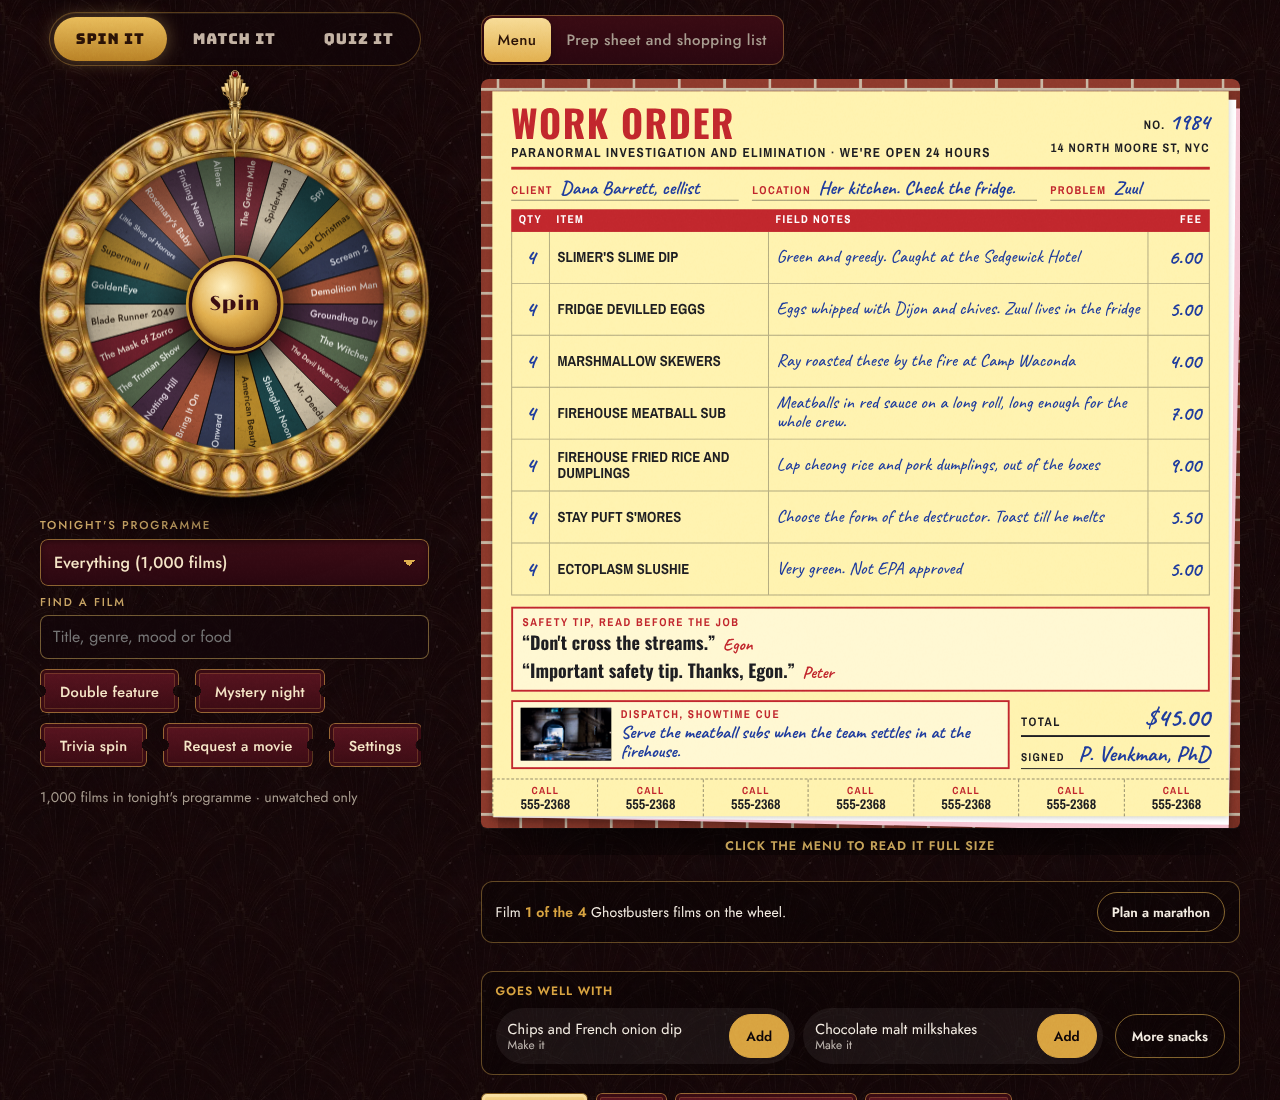 SPIN IT
MATCH IT
QUIZ IT
Aliens
The Green Mile
Spider-Man 3
Spy
Last Christmas
Scream 2
Demolition Man
Groundhog Day
The Witches
The Devil Wears Prada
Mr. Deeds
Shanghai Noon
American Beauty
Onward
Bring It On
Notting Hill
The Truman Show
The Mask of Zorro
Blade Runner 2049
GoldenEye
Superman II
Little Shop of Horrors
Rosemary's Baby
Finding Nemo
Spin
TONIGHT'S PROGRAMME
Everything (1,000 films)
FIND A FILM
Title, genre, mood or food
Double feature
Mystery night
Trivia spin
Request a movie
Settings
1,000 films in tonight's programme · unwatched only
Menu
Prep sheet and shopping list
WORK ORDER
NO. 1984
PARANORMAL INVESTIGATION AND ELIMINATION · WE'RE OPEN 24 HOURS
14 NORTH MOORE ST, NYC
CLIENT Dana Barrett, cellist
LOCATION Her kitchen. Check the fridge.
PROBLEM Zuul
QTY ITEM FIELD NOTES FEE
4 SLIMER'S SLIME DIP Green and greedy. Caught at the Sedgewick Hotel 6.00
4 FRIDGE DEVILLED EGGS Eggs whipped with Dijon and chives. Zuul lives in the fridge 5.00
4 MARSHMALLOW SKEWERS Ray roasted these by the fire at Camp Waconda 4.00
4 FIREHOUSE MEATBALL SUB Meatballs in red sauce on a long roll, long enough for the
whole crew. 7.00
4 FIREHOUSE FRIED RICE AND
DUMPLINGS Lap cheong rice and pork dumplings, out of the boxes 9.00
4 STAY PUFT S'MORES Choose the form of the destructor. Toast till he melts 5.50
4 ECTOPLASM SLUSHIE Very green. Not EPA approved 5.00
SAFETY TIP, READ BEFORE THE JOB
“Don't cross the streams.” Egon
“Important safety tip. Thanks, Egon.” Peter
DISPATCH, SHOWTIME CUE
Serve the meatball subs when the team settles in at the
firehouse.
TOTAL $45.00
SIGNED P. Venkman, PhD
CALL CALL CALL CALL CALL CALL CALL
555-2368 555-2368 555-2368 555-2368 555-2368 555-2368 555-2368
CLICK THE MENU TO READ IT FULL SIZE
Film 1 of the 4 Ghostbusters films on the wheel.
Plan a marathon
GOES WELL WITH
Chips and French onion dip
Make it
Add
Chocolate malt milkshakes
Make it
Add
More snacks